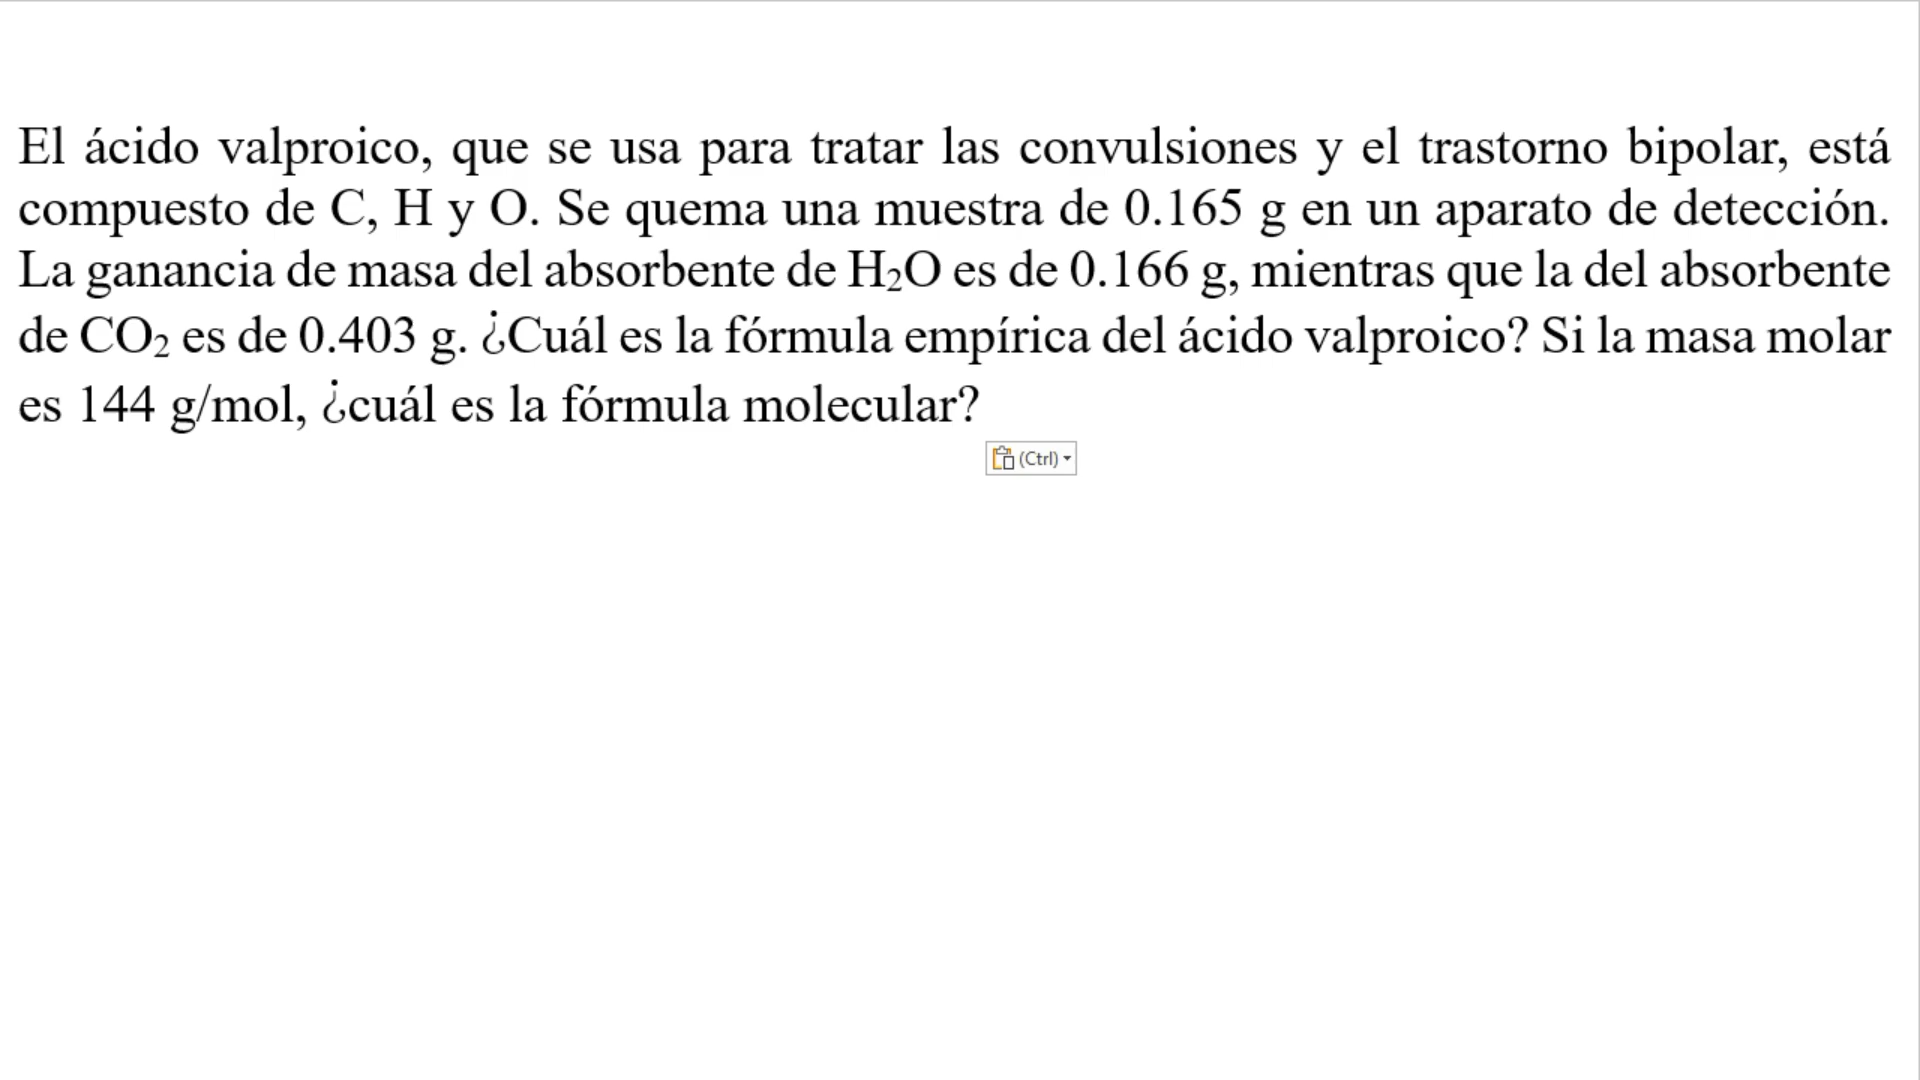 El ácido valproico, que se usa para tratar las convulsiones y el trastorno bipolar, está
compuesto de C, H y O. Se quema una muestra de 0.165 g en un aparato de detección.
La ganancia de masa del absorbente de H₂O es de 0.166 g, mientras que la del absorbente
de CO₂ es de 0.403 g. ¿Cuál es la fórmula empírica del ácido valproico? Si la masa molar
es 144 g/mol, ¿cuál es la fórmula molecular?
(Ctrl)